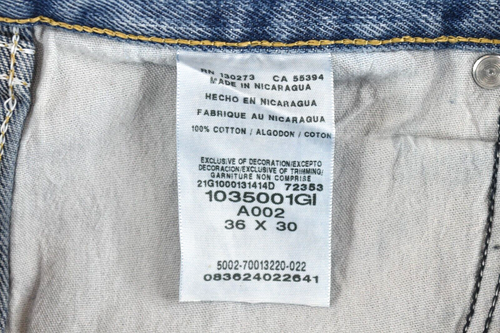 RN 130273 CA 55394
MADE IN NICARAGUA
HECHO EN NICARAGUA
FABRIQUE AU NICARAGUA
100% COTTON / ALGODON / COTON
EXCLUSIVE OF DECORATION/EXCEPTO
DECORACION/EXCLUSIVE OF TRIMMING/
GARNITURE NON COMPRISE
21G1000131414D 72353
1035001GI
A002
36 X 30
5002-70013220-022
083624022641